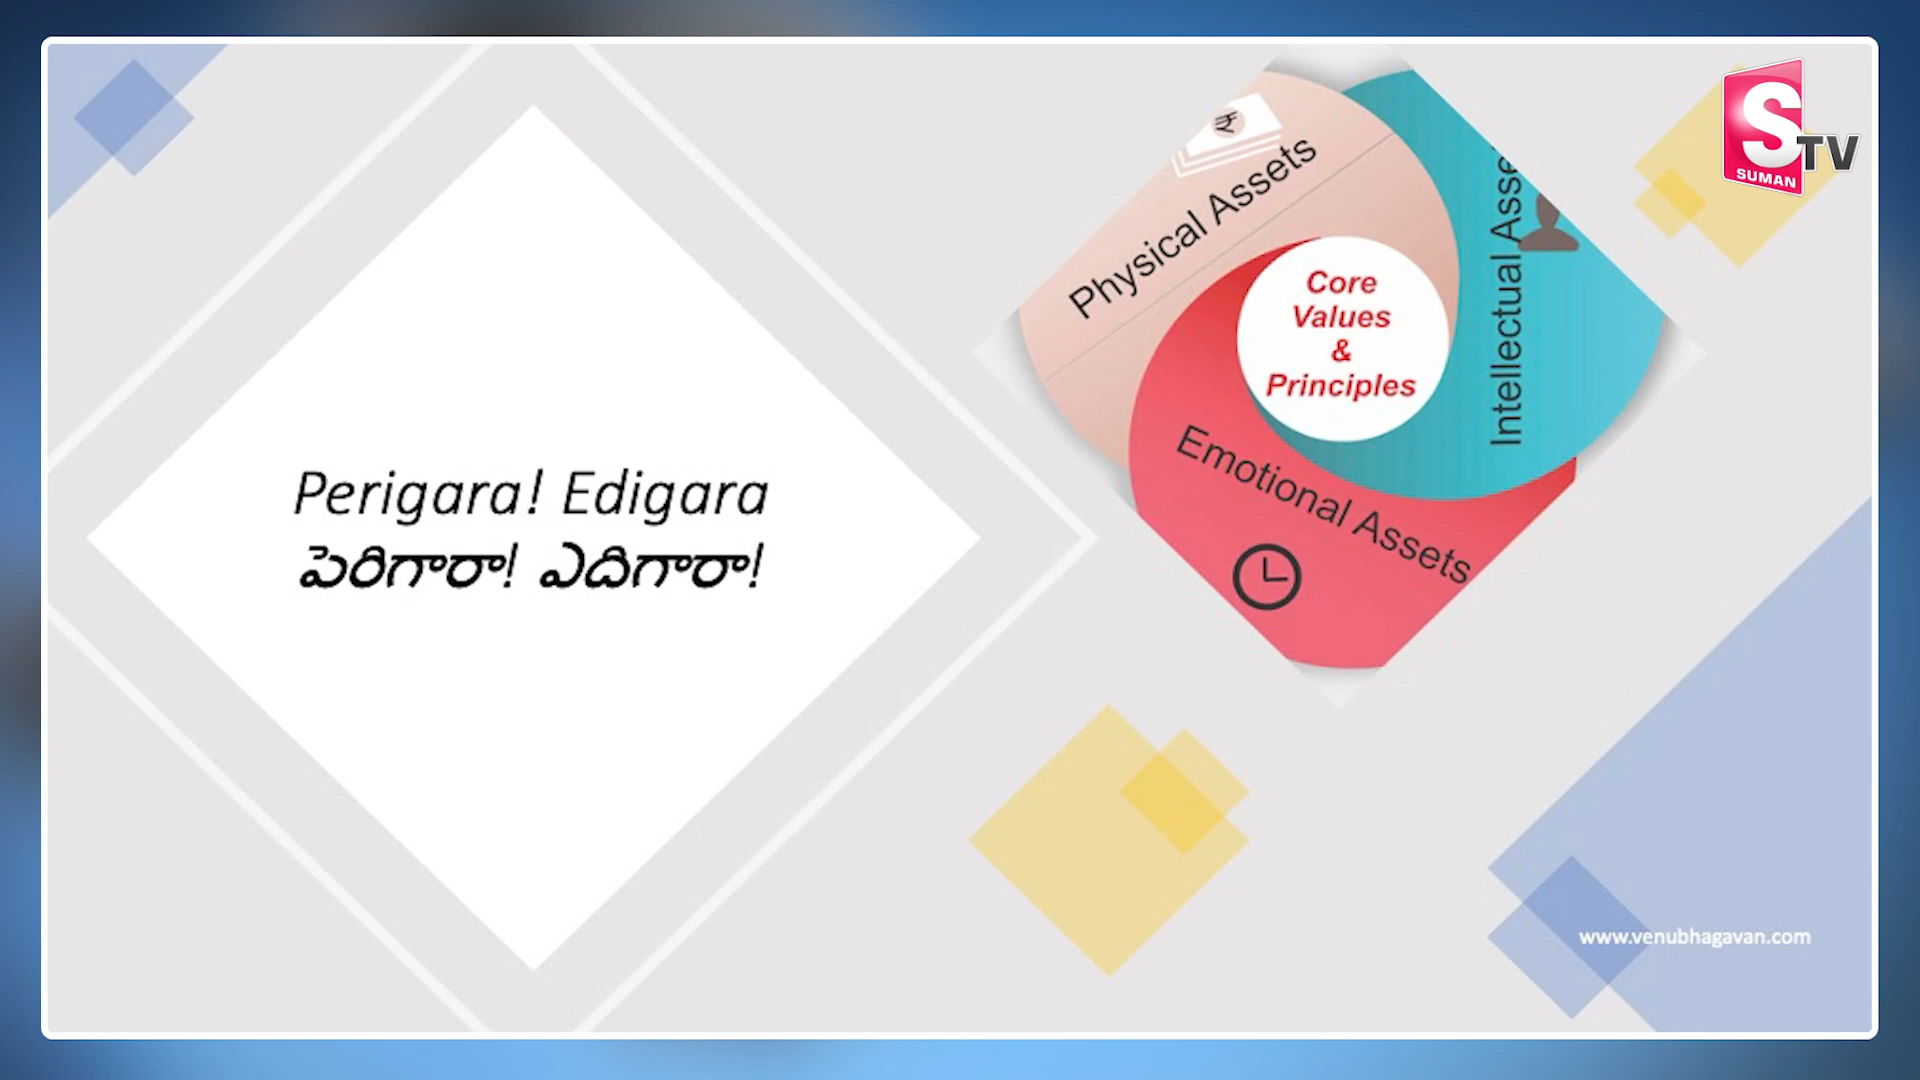 Perigara! Edigara
పెరిగారా! ఎదిగారా!
₹
Physical Assets
Intellectual Asse
Core
Values
&
Principles
Emotional Assets
S
TV
SUMAN
www.venubhagavan.com